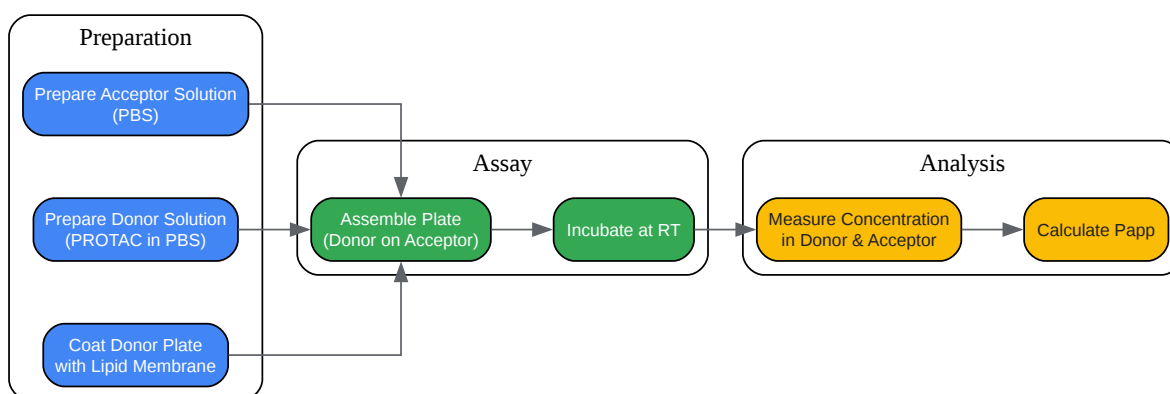 Preparation
Prepare Acceptor Solution
(PBS)
Prepare Donor Solution
(PROTAC in PBS)
Coat Donor Plate
with Lipid Membrane
Assay
Assemble Plate
(Donor on Acceptor)
Incubate at RT
Analysis
Measure Concentration
in Donor & Acceptor
Calculate Papp